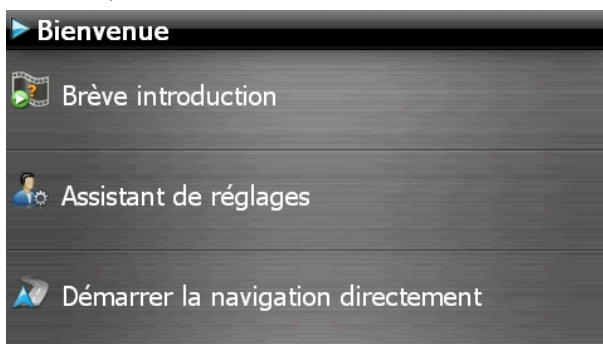 Bienvenue
Brève introduction
Assistant de réglages
Démarrer la navigation directement